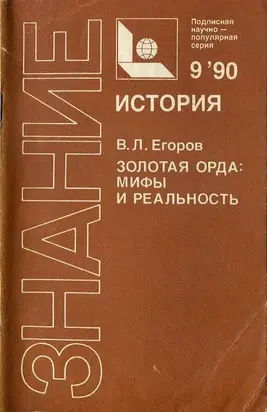 ЗНАНИЕ
Подписная
научно—
популярная
серия
9'90
ИСТОРИЯ
В. Л. Егоров
ЗОЛОТАЯ ОРДА:
МИФЫ
И РЕАЛЬНОСТЬ